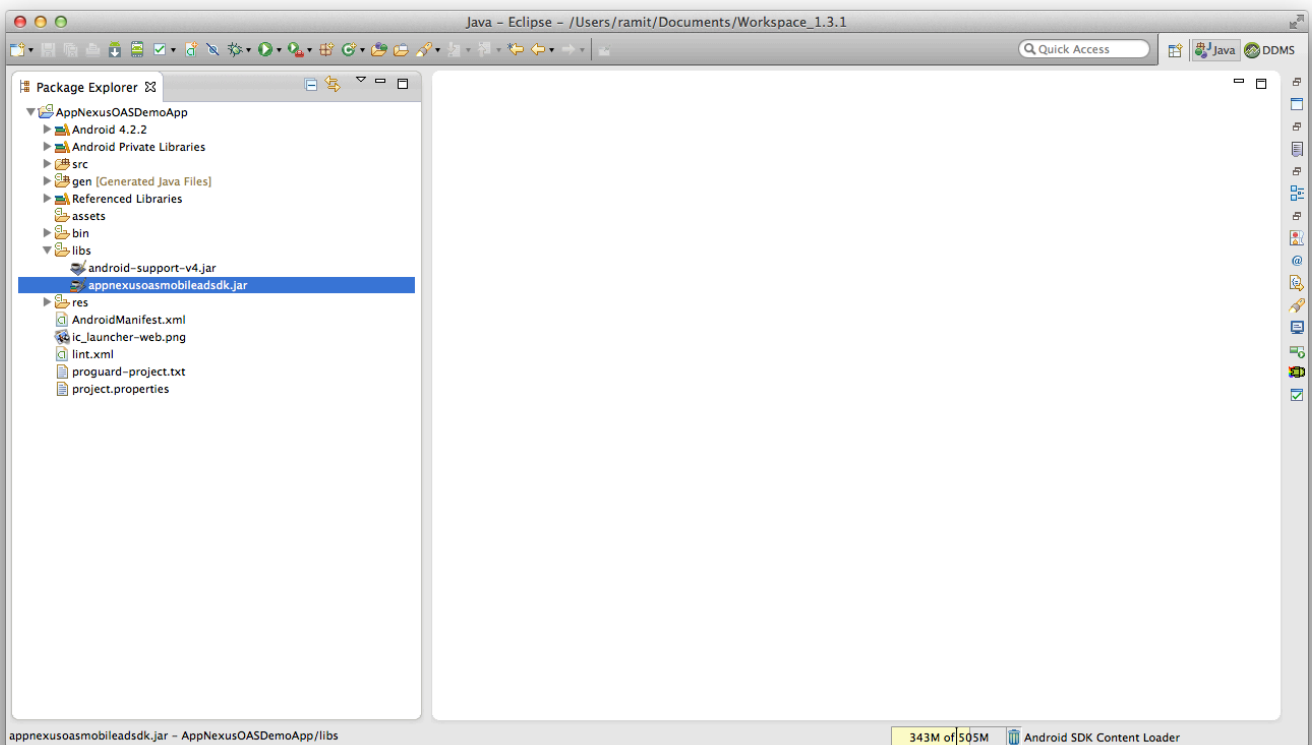 Java - Eclipse - /Users/ramit/Documents/Workspace_1.3.1
Quick Access
Java
DDMS
Package Explorer
AppNexusOASDemoApp
Android 4.2.2
Android Private Libraries
src
gen [Generated Java Files]
Referenced Libraries
assets
bin
libs
android-support-v4.jar
appnexusoasmobileadsdk.jar
res
AndroidManifest.xml
ic_launcher-web.png
lint.xml
proguard-project.txt
project.properties
appnexusoasmobileadsdk.jar - AppNexusOASDemoApp/libs
343M of 505M
Android SDK Content Loader